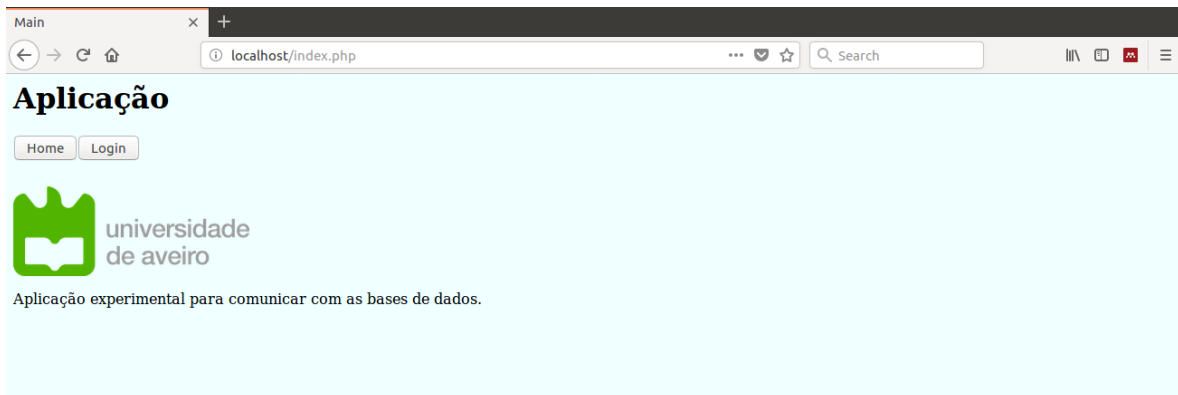 Main
localhost/index.php
Search
Aplicação
Home Login
universidade
de aveiro
Aplicação experimental para comunicar com as bases de dados.